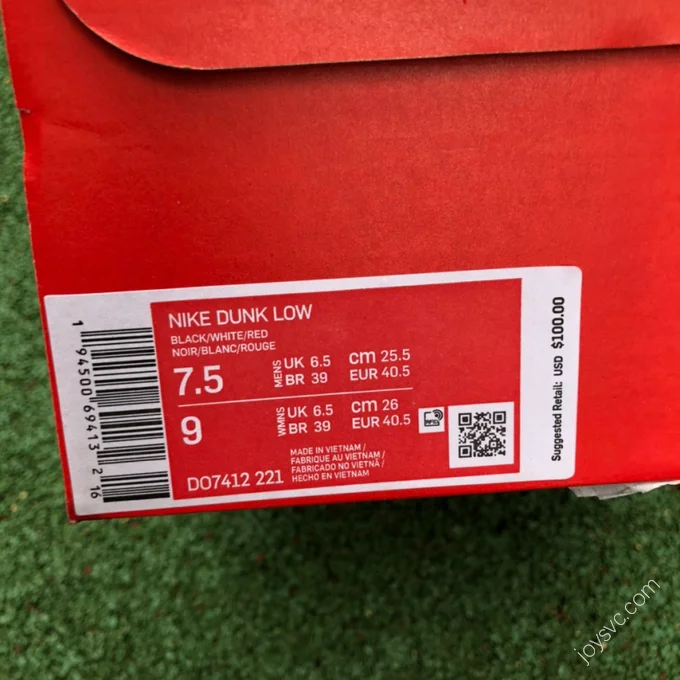 NIKE DUNK LOW
BLACK/WHITE/RED
NOIR/BLANC/ROUGE
7.5
MENS
UK 6.5
BR 39
cm 25.5
EUR 40.5
9
WMNS
UK 6.5
BR 39
cm 26
EUR 40.5
MADE IN VIETNAM /
FABRIQUE AU VIETNAM /
FABRICADO NO VIETNÃ /
HECHO EN VIETNAM
DO7412 221
1 94500 69413 2 16
Suggested Retail: USD $100.00
joysvc.com